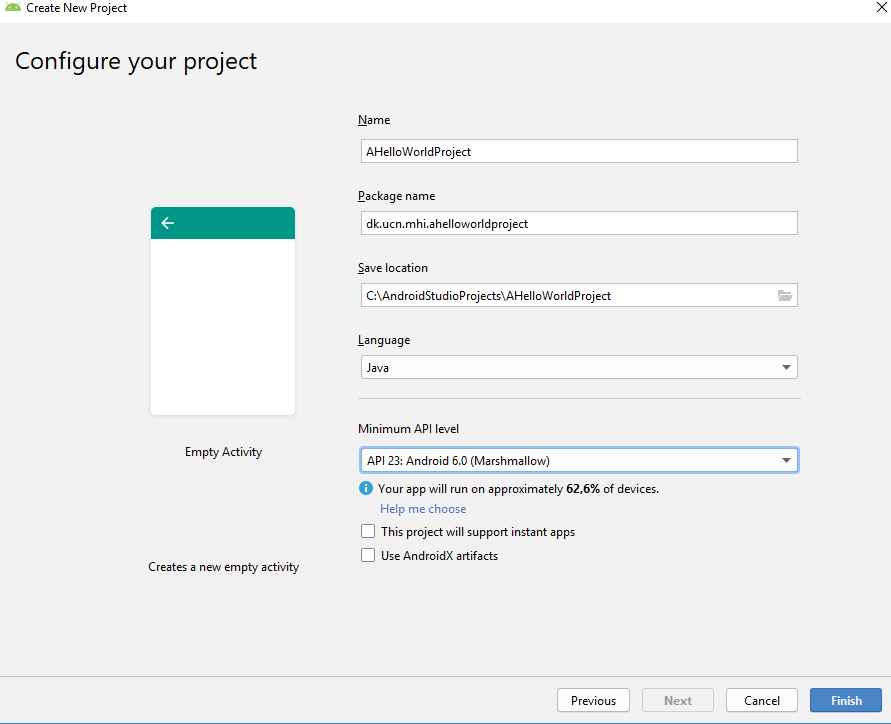 Create New Project
Configure your project
Name
AHelloWorldProject
Package name
dk.ucn.mhi.ahelloworldproject
Save location
C:\AndroidStudioProjects\AHelloWorldProject
Language
Java
Empty Activity
Creates a new empty activity
Minimum API level
API 23: Android 6.0 (Marshmallow)
Your app will run on approximately 62,6% of devices.
Help me choose
This project will support instant apps
Use AndroidX artifacts
Previous
Next
Cancel
Finish